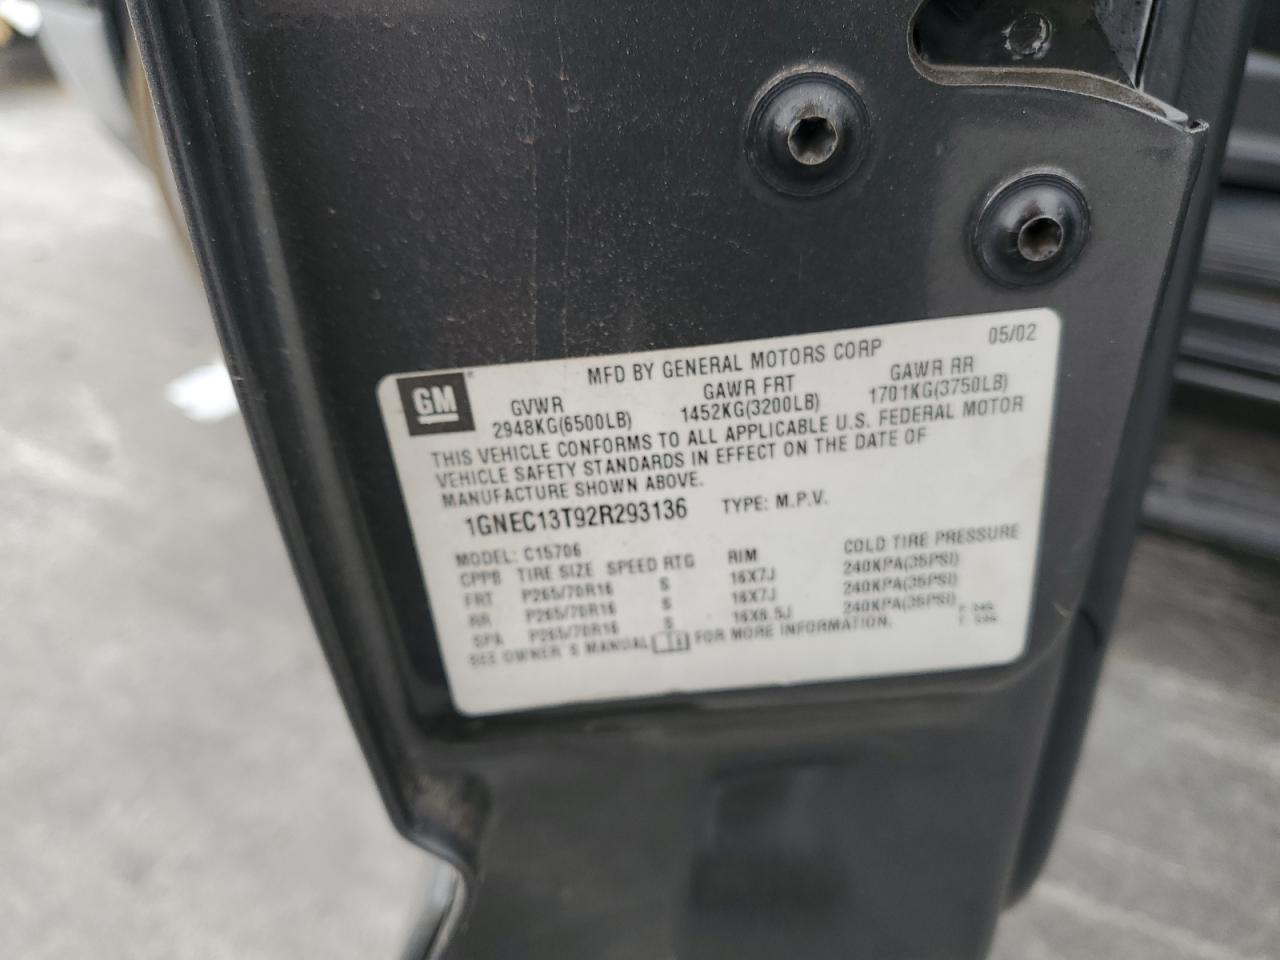 GM ®
MFD BY GENERAL MOTORS CORP 05/02
GVWR GAWR FRT GAWR RR
2948KG(6500LB) 1452KG(3200LB) 1701KG(3750LB)
THIS VEHICLE CONFORMS TO ALL APPLICABLE U.S. FEDERAL MOTOR
VEHICLE SAFETY STANDARDS IN EFFECT ON THE DATE OF
MANUFACTURE SHOWN ABOVE.
1GNEC13T92R293136 TYPE: M.P.V.
MODEL: C15706
TIRE SIZE SPEED RTG RIM COLD TIRE PRESSURE
FRT P265/70R16 S 16X7J 240KPA(35PSI)
RR P265/70R16 S 16X7J 240KPA(35PSI)
SPA P265/70R16 S 16X6.5J 240KPA(35PSI)
SEE OWNER'S MANUAL FOR MORE INFORMATION.